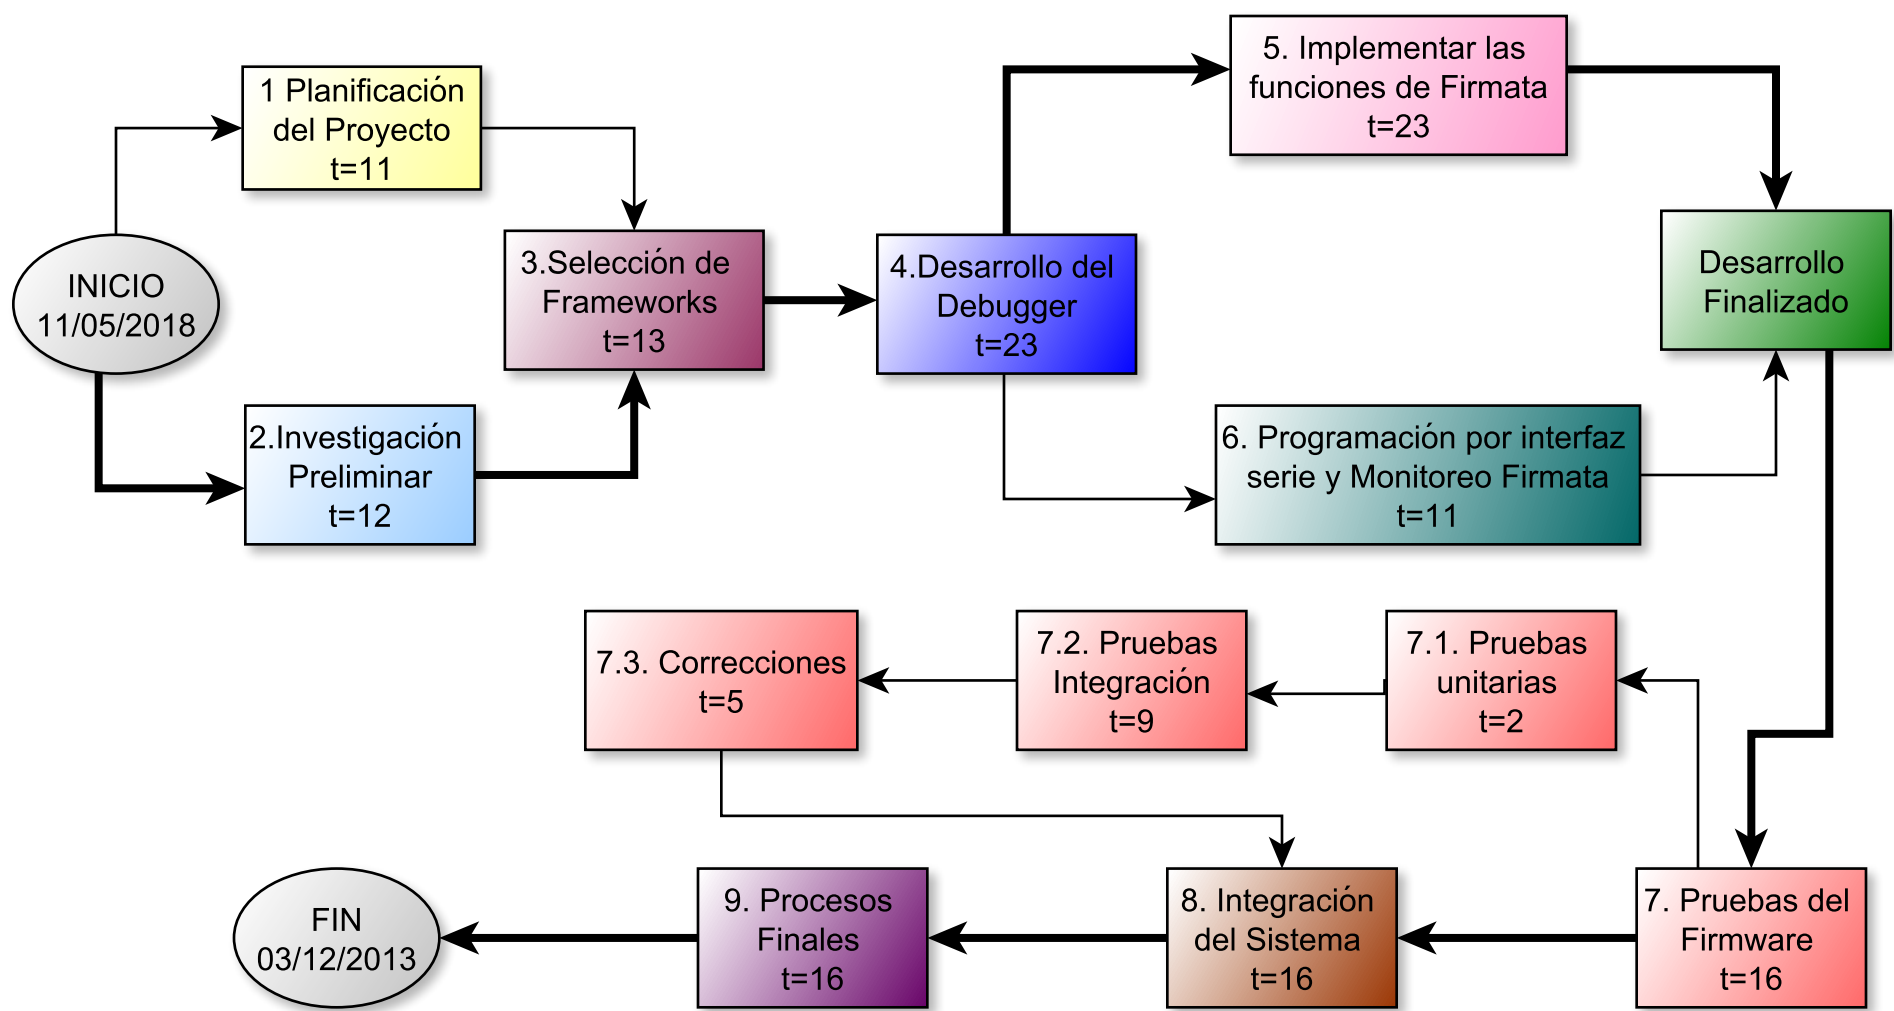 1 Planificación
del Proyecto
t=11
INICIO
11/05/2018
2.Investigación
Preliminar
t=12
3.Selección de
Frameworks
t=13
4.Desarrollo del
Debugger
t=23
5. Implementar las
funciones de Firmata
t=23
6. Programación por interfaz
serie y Monitoreo Firmata
t=11
Desarrollo
Finalizado
7.3. Correcciones
t=5
7.2. Pruebas
Integración
t=9
7.1. Pruebas
unitarias
t=2
FIN
03/12/2013
9. Procesos
Finales
t=16
8. Integración
del Sistema
t=16
7. Pruebas del
Firmware
t=16